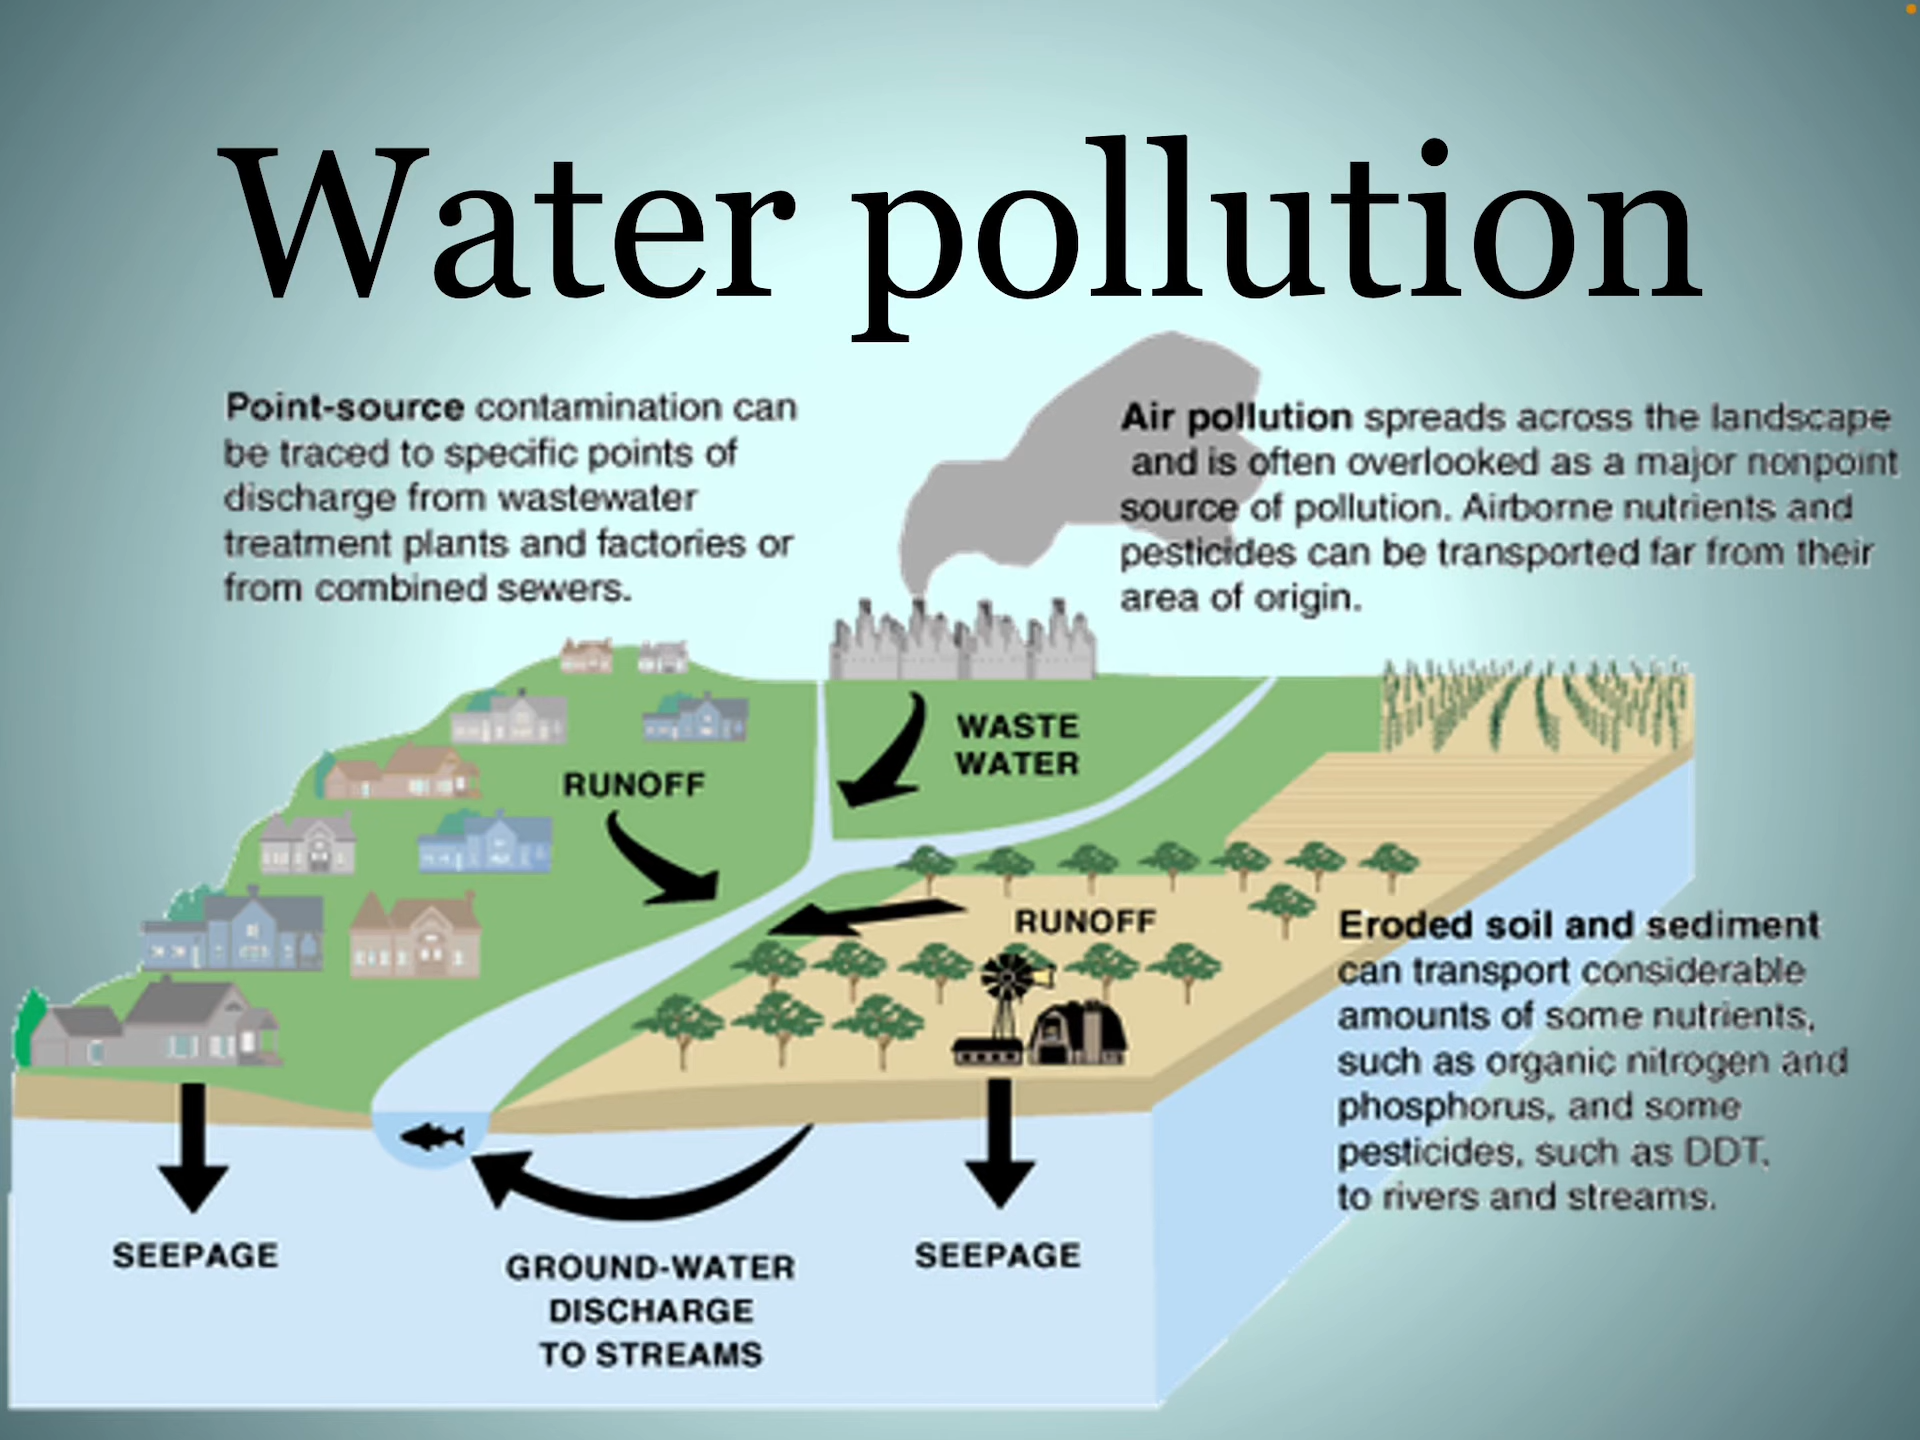 Water pollution
Point-source contamination can
be traced to specific points of
discharge from wastewater
treatment plants and factories or
from combined sewers.
Air pollution spreads across the landscape
and is often overlooked as a major nonpoint
source of pollution. Airborne nutrients and
pesticides can be transported far from their
area of origin.
WASTE
WATER
RUNOFF
RUNOFF
Eroded soil and sediment
can transport considerable
amounts of some nutrients,
such as organic nitrogen and
phosphorus, and some
pesticides, such as DDT,
to rivers and streams.
SEEPAGE
GROUND-WATER
DISCHARGE
TO STREAMS
SEEPAGE